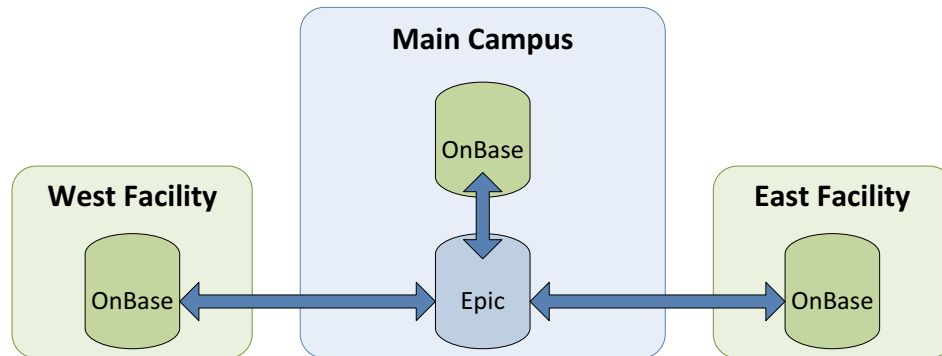 Main Campus
OnBase
West Facility
East Facility
OnBase
Epic
OnBase